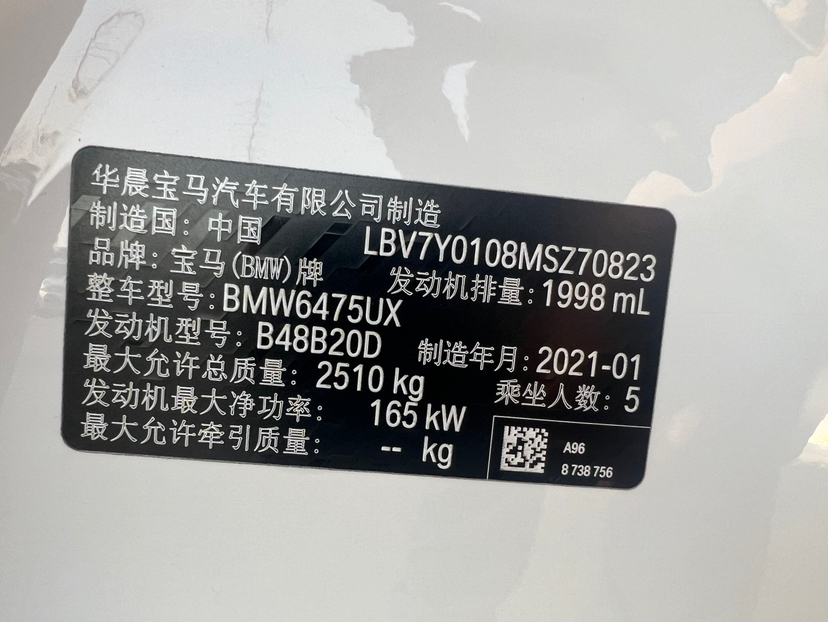 华晨宝马汽车有限公司制造
制造国：中国 LBV7Y0108MSZ70823
品牌：宝马(BMW)牌 发动机排量：1998 mL
整车型号：BMW6475UX
发动机型号：B48B20D 制造年月：2021-01
最大允许总质量：2510 kg 乘坐人数：5
发动机最大净功率：165 kW
最大允许牵引质量：-- kg
A96
8 738 756